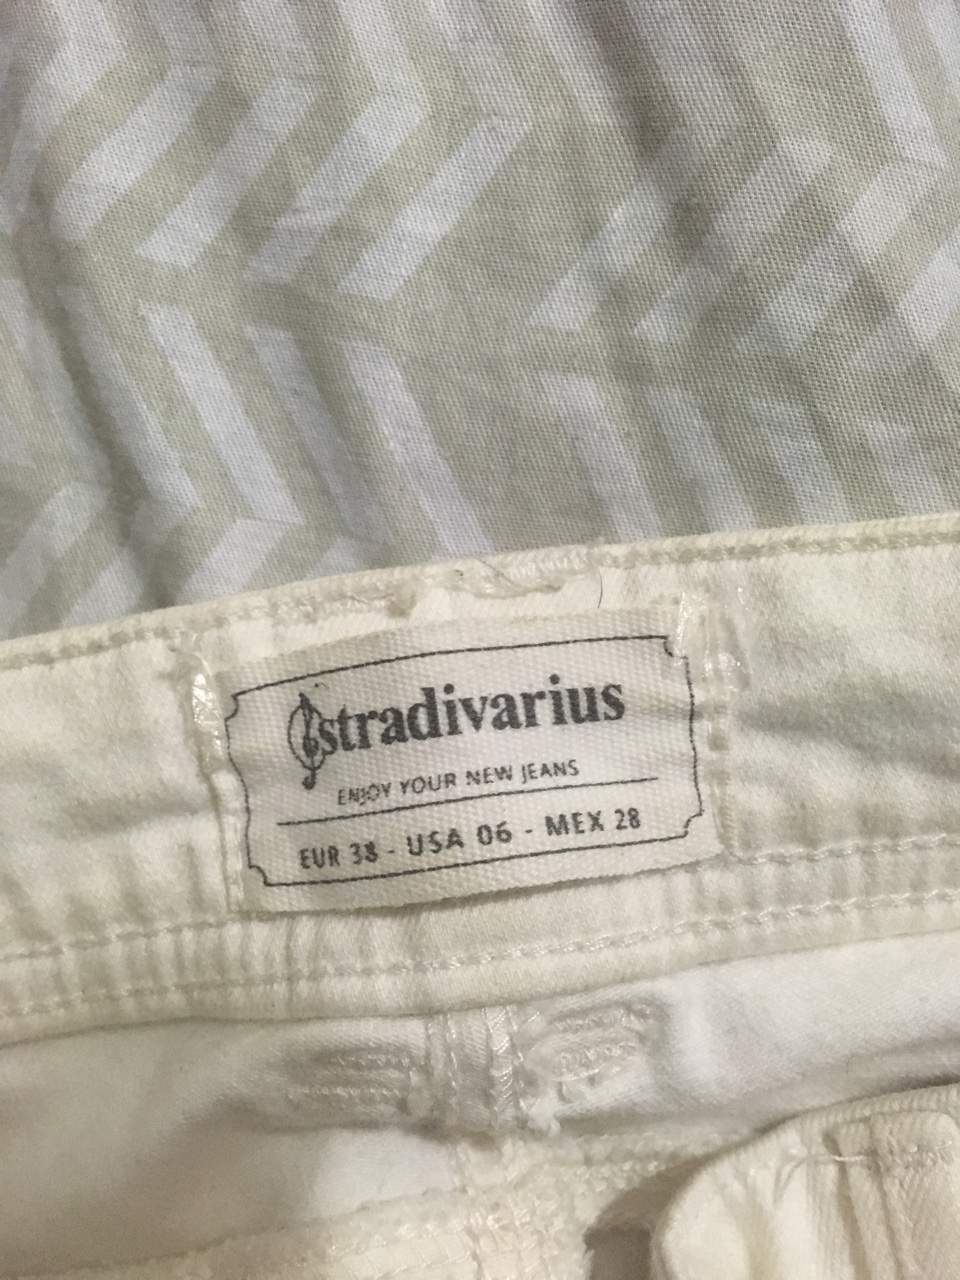 stradivarius
ENJOY YOUR NEW JEANS
EUR 38 - USA 06 - MEX 28